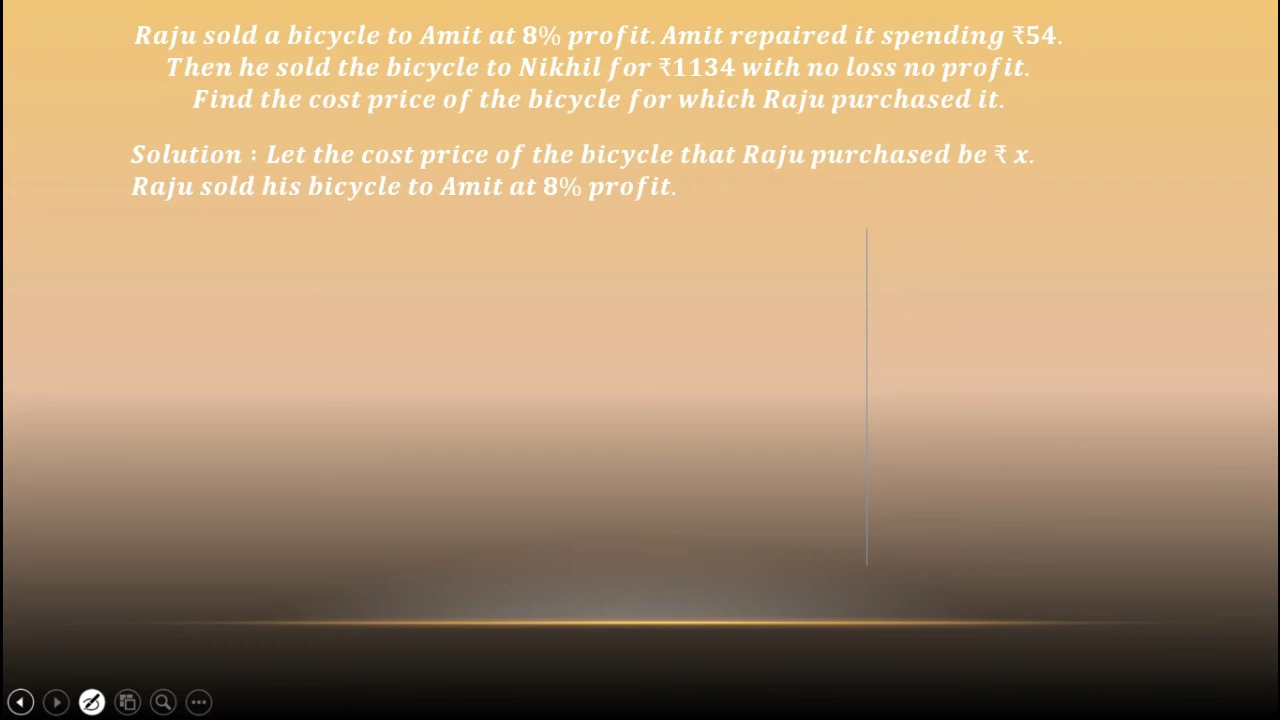 Raju sold a bicycle to Amit at 8% profit. Amit repaired it spending ₹54.
Then he sold the bicycle to Nikhil for ₹1134 with no loss no profit.
Find the cost price of the bicycle for which Raju purchased it.
Solution : Let the cost price of the bicycle that Raju purchased be ₹ x.
Raju sold his bicycle to Amit at 8% profit.